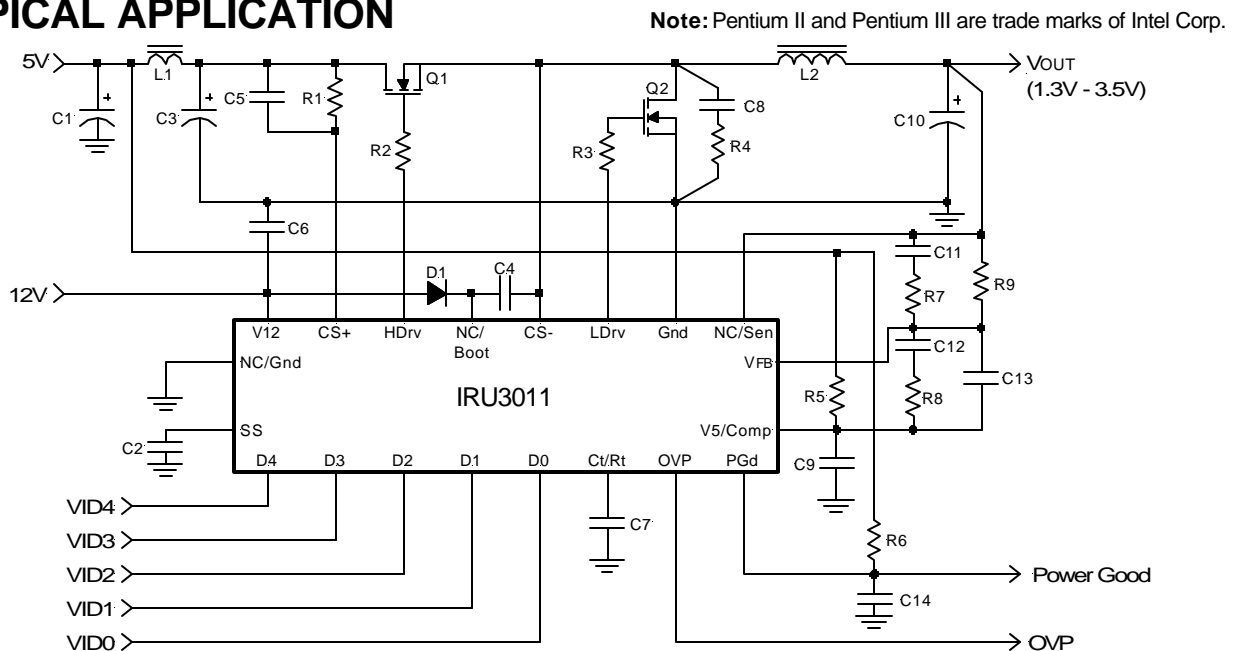 PICAL APPLICATION
Note: Pentium II and Pentium III are trade marks of Intel Corp.
5V
L1
Q1
L2
VOUT
(1.3V - 3.5V)
C1
+
C3
+
C5
R1
R2
Q2
R3
C8
R4
C10
+
C6
C11
R7
R9
12V
D1
C4
V12
CS+
HDrv
NC/
Boot
CS-
LDrv
Gnd
NC/Sen
NC/Gnd
VFB
C12
R8
C13
IRU3011
R5
SS
V5/Comp
C2
C9
D4
D3
D2
D1
D0
Ct/Rt
OVP
PGd
VID4
VID3
VID2
VID1
VID0
C7
R6
Power Good
C14
OVP